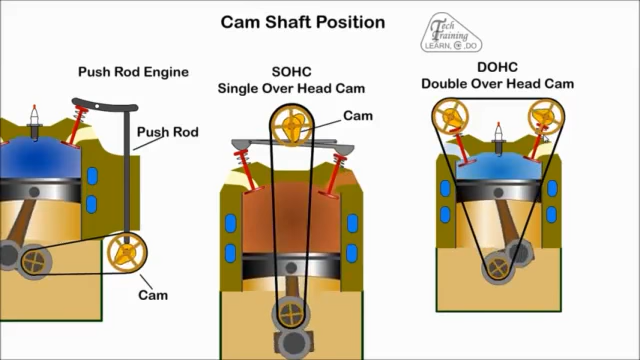 Cam Shaft Position
Tech
Training
LEARN, @, DO
Push Rod Engine
SOHC
Single Over Head Cam
DOHC
Double Over Head Cam
Cam
Push Rod
Cam